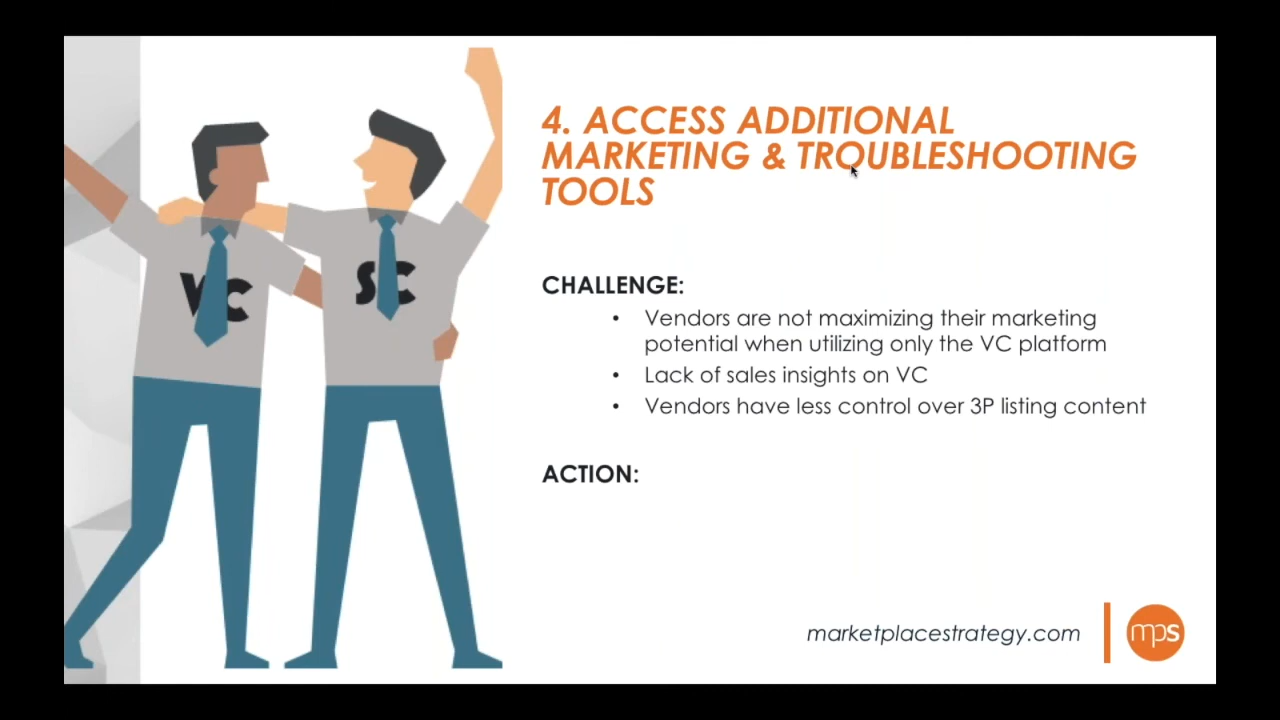 4. ACCESS ADDITIONAL
MARKETING & TROUBLESHOOTING
TOOLS
VC
SC
CHALLENGE:
• Vendors are not maximizing their marketing
potential when utilizing only the VC platform
• Lack of sales insights on VC
• Vendors have less control over 3P listing content
ACTION:
marketplacestrategy.com
mps